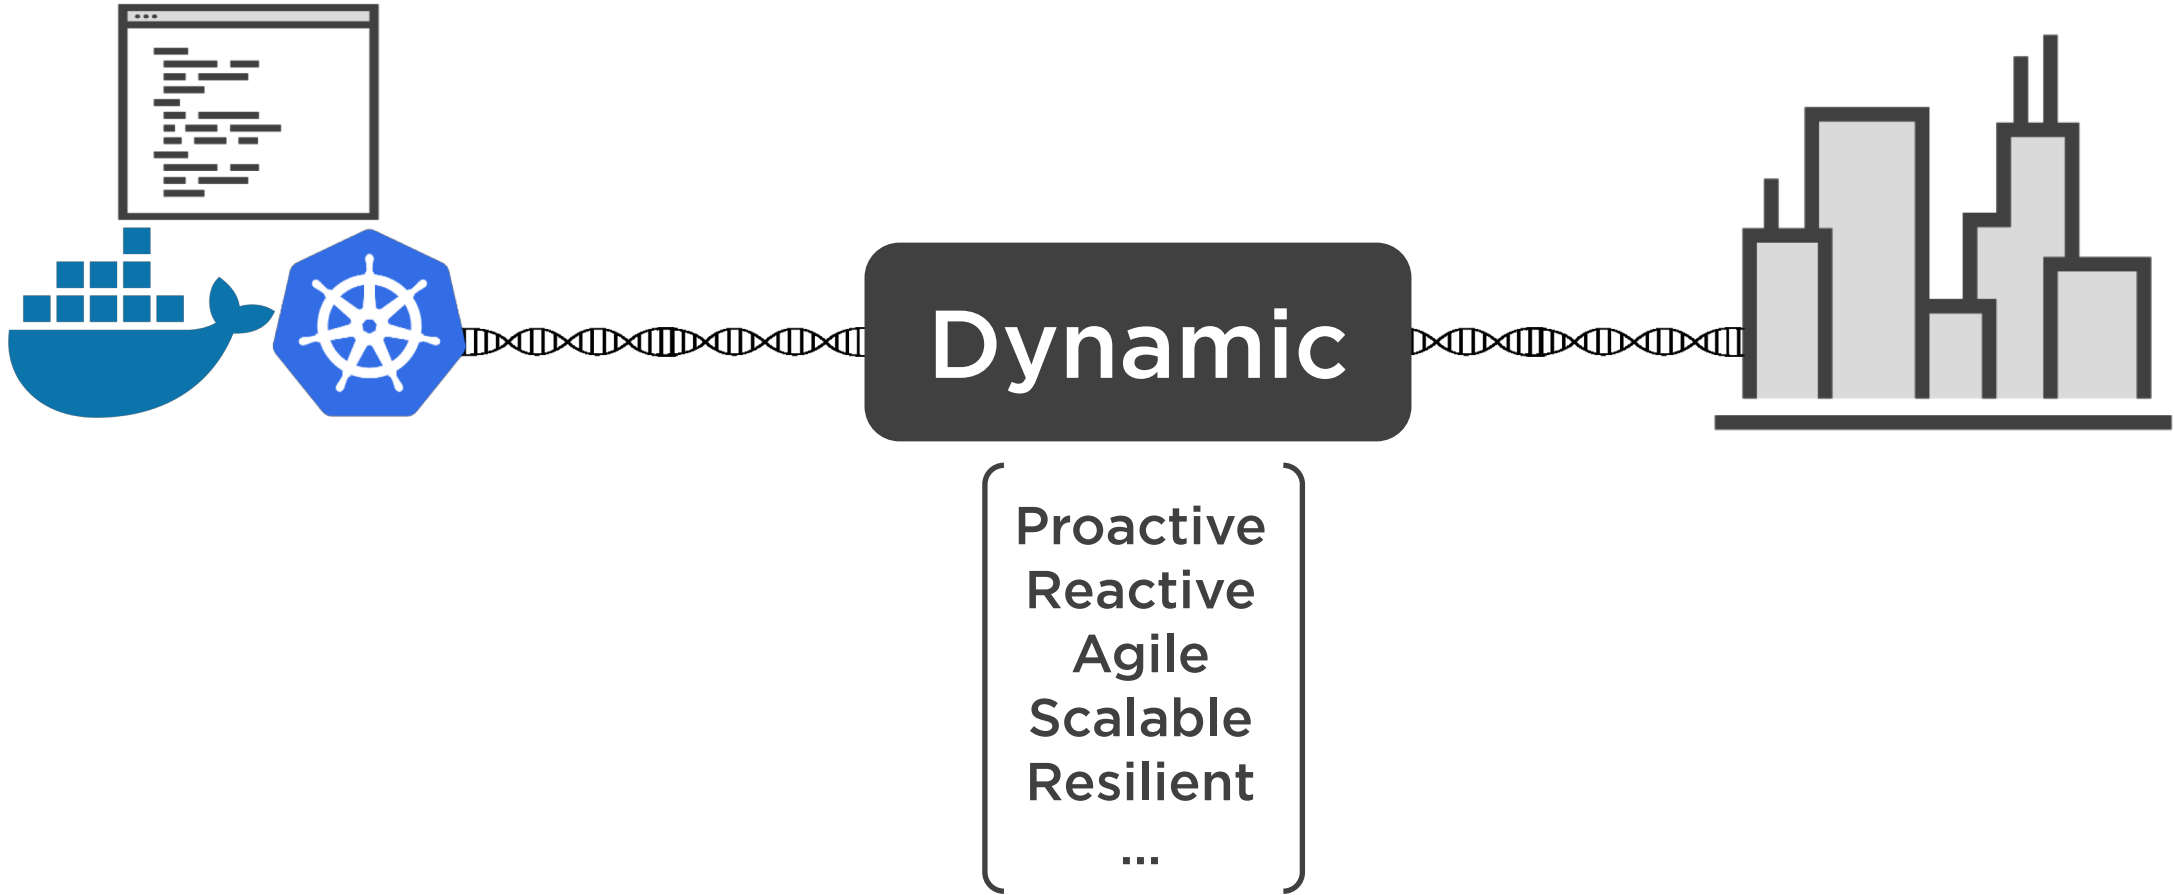 Dynamic
Proactive
Reactive
Agile
Scalable
Resilient
...